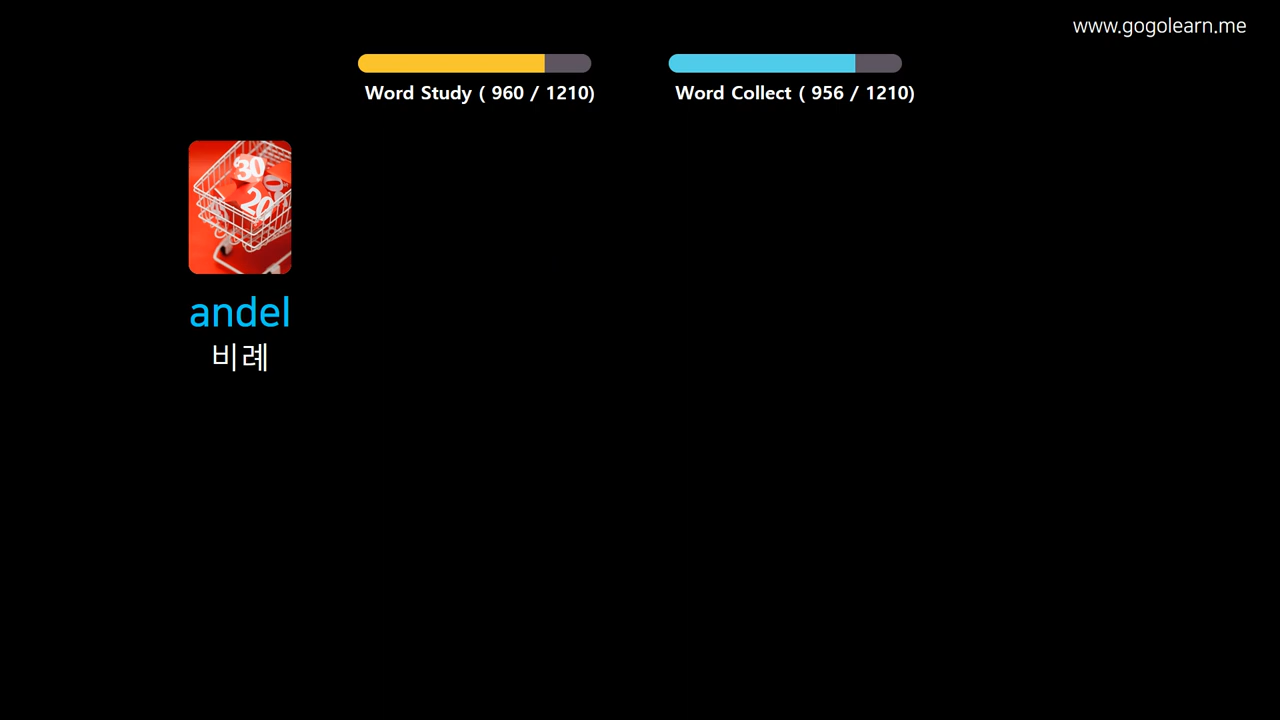 www.gogolearn.me
Word Study ( 960 / 1210)
Word Collect ( 956 / 1210)
30
20
andel
비례